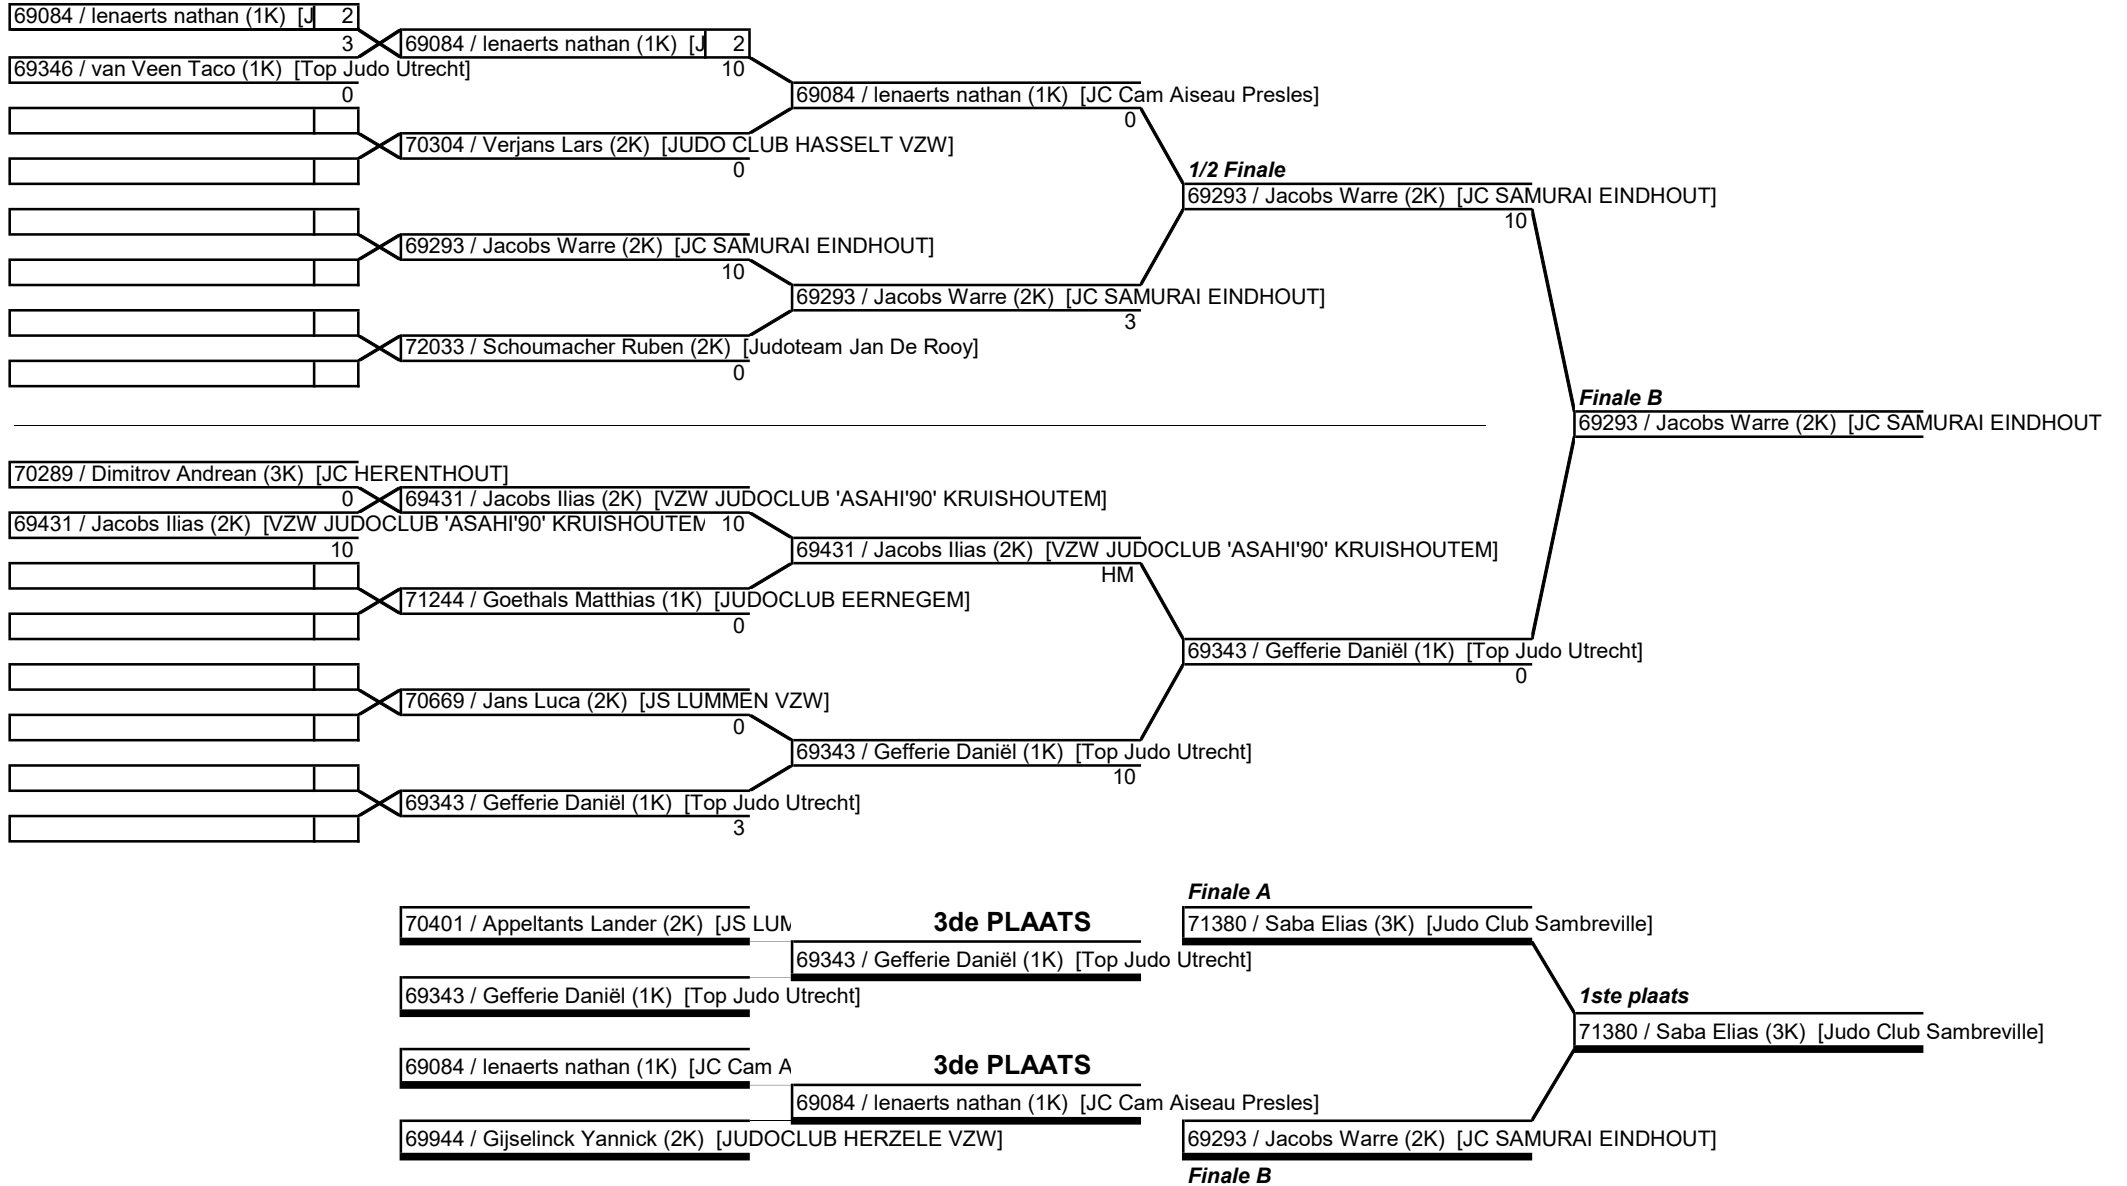 69084 / lenaerts nathan (1K) [J 2
3
69084 / lenaerts nathan (1K) [J 2
69346 / van Veen Taco (1K) [Top Judo Utrecht]
10
0
69084 / lenaerts nathan (1K) [JC Cam Aiseau Presles]
0
70304 / Verjans Lars (2K) [JUDO CLUB HASSELT VZW]
0
1/2 Finale
69293 / Jacobs Warre (2K) [JC SAMURAI EINDHOUT]
10
69293 / Jacobs Warre (2K) [JC SAMURAI EINDHOUT]
10
69293 / Jacobs Warre (2K) [JC SAMURAI EINDHOUT]
3
72033 / Schoumacher Ruben (2K) [Judoteam Jan De Rooy]
0
Finale B
69293 / Jacobs Warre (2K) [JC SAMURAI EINDHOUT
70289 / Dimitrov Andrean (3K) [JC HERENTHOUT]
0
69431 / Jacobs Ilias (2K) [VZW JUDOCLUB 'ASAHI'90' KRUISHOUTEM]
69431 / Jacobs Ilias (2K) [VZW JUDOCLUB 'ASAHI'90' KRUISHOUTEM 10
10
69431 / Jacobs Ilias (2K) [VZW JUDOCLUB 'ASAHI'90' KRUISHOUTEM]
HM
71244 / Goethals Matthias (1K) [JUDOCLUB EERNEGEM]
0
69343 / Gefferie Daniël (1K) [Top Judo Utrecht]
0
70669 / Jans Luca (2K) [JS LUMMEN VZW]
0
69343 / Gefferie Daniël (1K) [Top Judo Utrecht]
10
69343 / Gefferie Daniël (1K) [Top Judo Utrecht]
3
Finale A
70401 / Appeltants Lander (2K) [JS LUM
3de PLAATS
71380 / Saba Elias (3K) [Judo Club Sambreville]
69343 / Gefferie Daniël (1K) [Top Judo Utrecht]
69343 / Gefferie Daniël (1K) [Top Judo Utrecht]
1ste plaats
71380 / Saba Elias (3K) [Judo Club Sambreville]
69084 / lenaerts nathan (1K) [JC Cam A
3de PLAATS
69084 / lenaerts nathan (1K) [JC Cam Aiseau Presles]
69944 / Gijselinck Yannick (2K) [JUDOCLUB HERZELE VZW]
69293 / Jacobs Warre (2K) [JC SAMURAI EINDHOUT]
Finale B